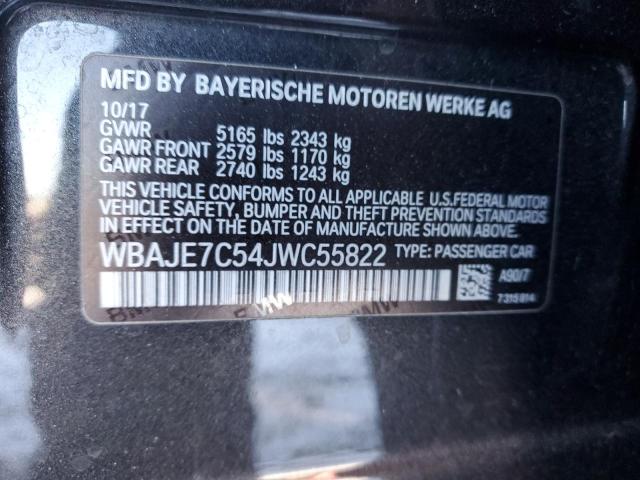 MFD BY BAYERISCHE MOTOREN WERKE AG
10/17
GVWR 5165 lbs 2343 kg
GAWR FRONT 2579 lbs 1170 kg
GAWR REAR 2740 lbs 1243 kg
THIS VEHICLE CONFORMS TO ALL APPLICABLE U.S.FEDERAL MOTOR
VEHICLE SAFETY, BUMPER AND THEFT PREVENTION STANDARDS
IN EFFECT ON THE DATE OF MANUFACTURE SHOWN ABOVE.
WBAJE7C54JWC55822 TYPE: PASSENGER CAR
A90/7
7315814
BMW